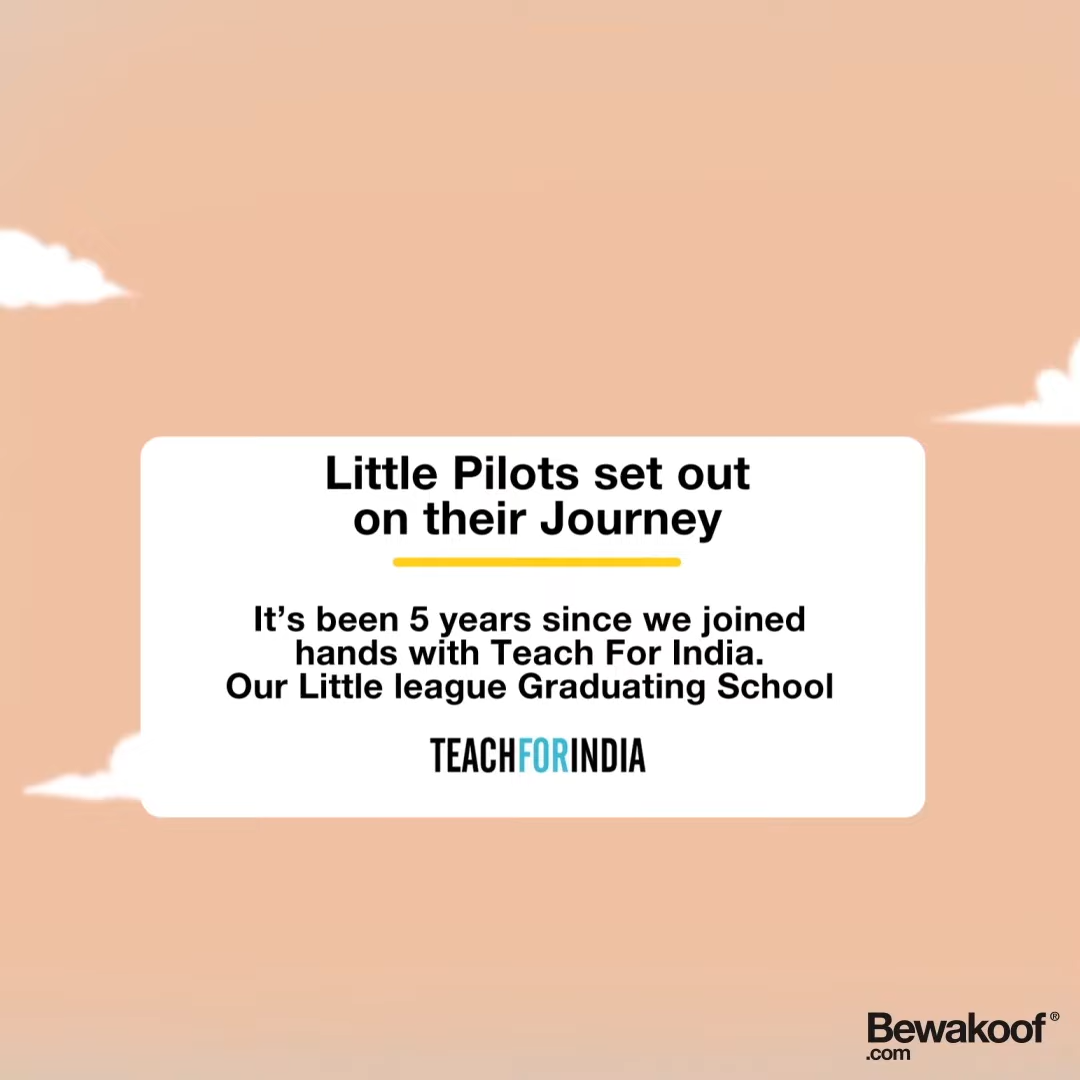 Little Pilots set out
on their Journey
It's been 5 years since we joined
hands with Teach For India.
Our Little league Graduating School
TEACHFORINDIA
Bewakoof®
.com